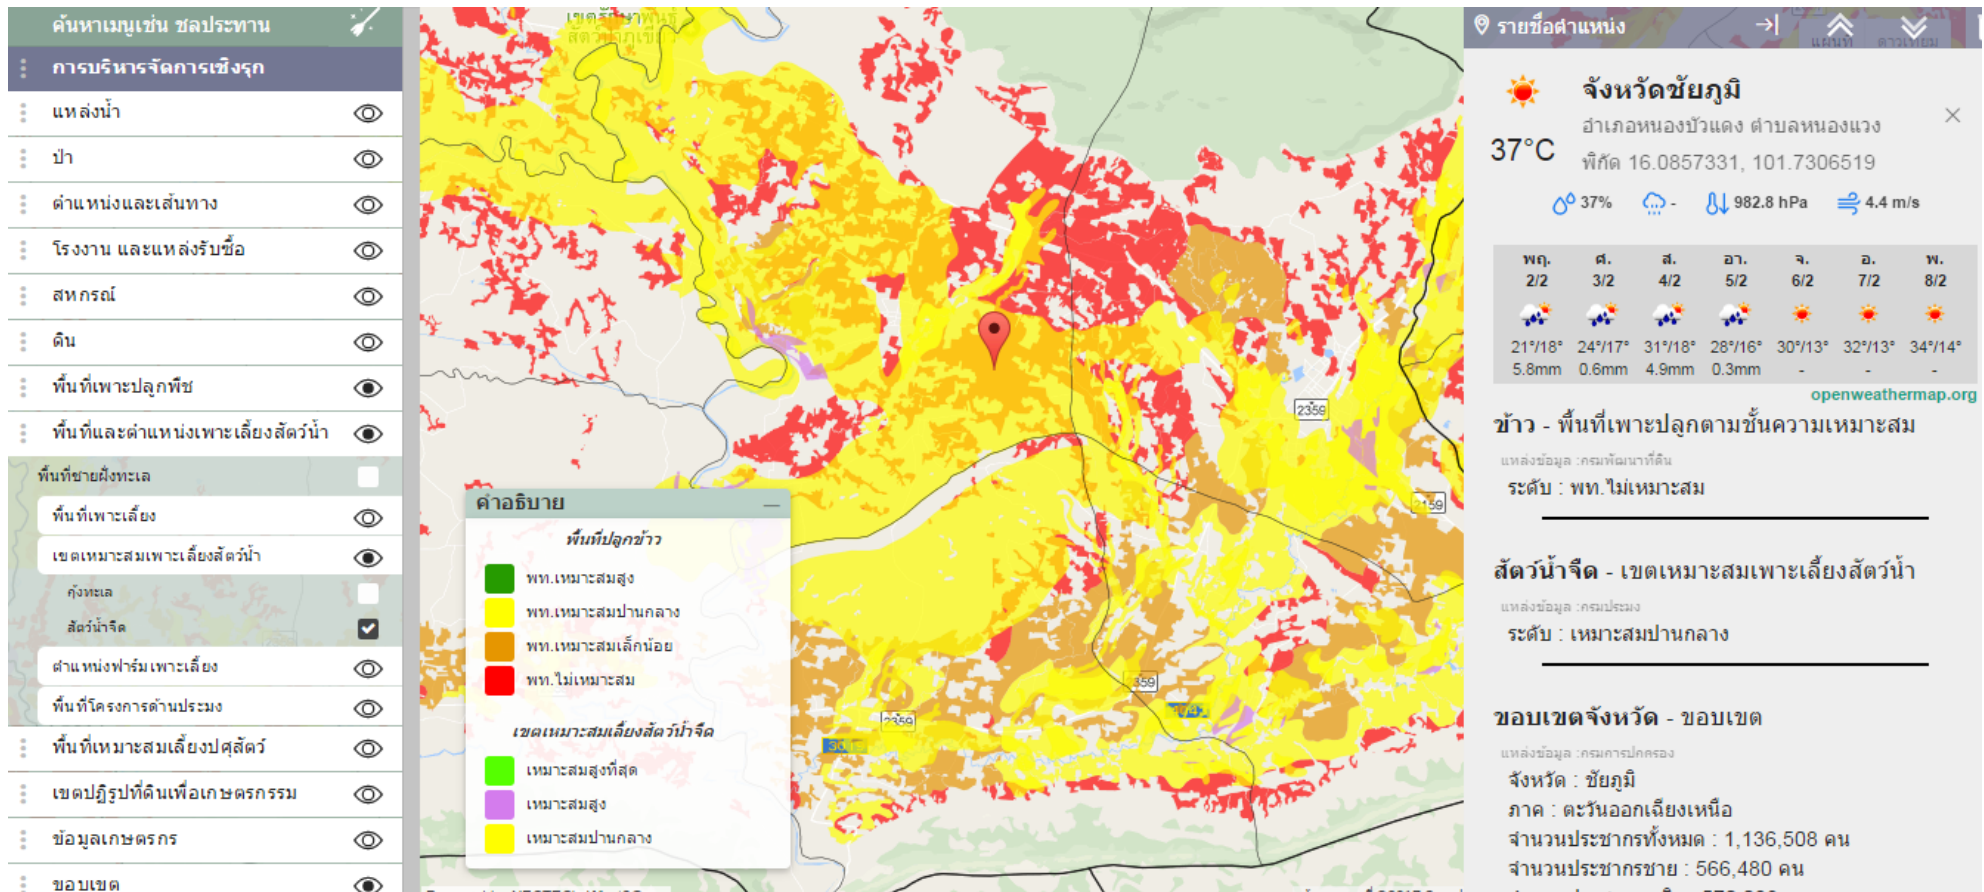 ค้นหาเมนูเช่น ชลประทาน
การบริหารจัดการเชิงรุก
แหล่งน้ำ
ป่า
ตำแหน่งและเส้นทาง
โรงงาน และแหล่งรับซื้อ
สหกรณ์
ดิน
พื้นที่เพาะปลูกพืช
พื้นที่และตำแหน่งเพาะเลี้ยงสัตว์น้ำ
พื้นที่ชายฝั่งทะเล
พื้นที่เพาะเลี้ยง
เขตเหมาะสมเพาะเลี้ยงสัตว์น้ำ
กุ้งทะเล
สัตว์น้ำจืด
ตำแหน่งฟาร์มเพาะเลี้ยง
พื้นที่โครงการด้านประมง
พื้นที่เหมาะสมเลี้ยงปศุสัตว์
เขตปฏิรูปที่ดินเพื่อเกษตรกรรม
ข้อมูลเกษตรกร
ขอบเขต
2359
2159
359
2359
คำอธิบาย
พื้นที่ปลูกข้าว
พท.เหมาะสมสูง
พท.เหมาะสมปานกลาง
พท.เหมาะสมเล็กน้อย
พท.ไม่เหมาะสม
เขตเหมาะสมเลี้ยงสัตว์น้ำจืด
เหมาะสมสูงที่สุด
เหมาะสมสูง
เหมาะสมปานกลาง
รายชื่อตำแหน่ง
แผนที่ ดาวเทียม
จังหวัดชัยภูมิ
อำเภอหนองบัวแดง ตำบลหนองแวง
37°C
พิกัด 16.0857331, 101.7306519
37% - 982.8 hPa 4.4 m/s
พฤ. ศ. ส. อา. จ. อ. พ.
2/2 3/2 4/2 5/2 6/2 7/2 8/2
21°/18° 24°/17° 31°/18° 28°/16° 30°/13° 32°/13° 34°/14°
5.8mm 0.6mm 4.9mm 0.3mm - - -
openweathermap.org
ข้าว - พื้นที่เพาะปลูกตามชั้นความเหมาะสม
แหล่งข้อมูล :กรมพัฒนาที่ดิน
ระดับ : พท.ไม่เหมาะสม
สัตว์น้ำจืด - เขตเหมาะสมเพาะเลี้ยงสัตว์น้ำ
แหล่งข้อมูล :กรมประมง
ระดับ : เหมาะสมปานกลาง
ขอบเขตจังหวัด - ขอบเขต
แหล่งข้อมูล :กรมการปกครอง
จังหวัด : ชัยภูมิ
ภาค : ตะวันออกเฉียงเหนือ
จำนวนประชากรทั้งหมด : 1,136,508 คน
จำนวนประชากรชาย : 566,480 คน